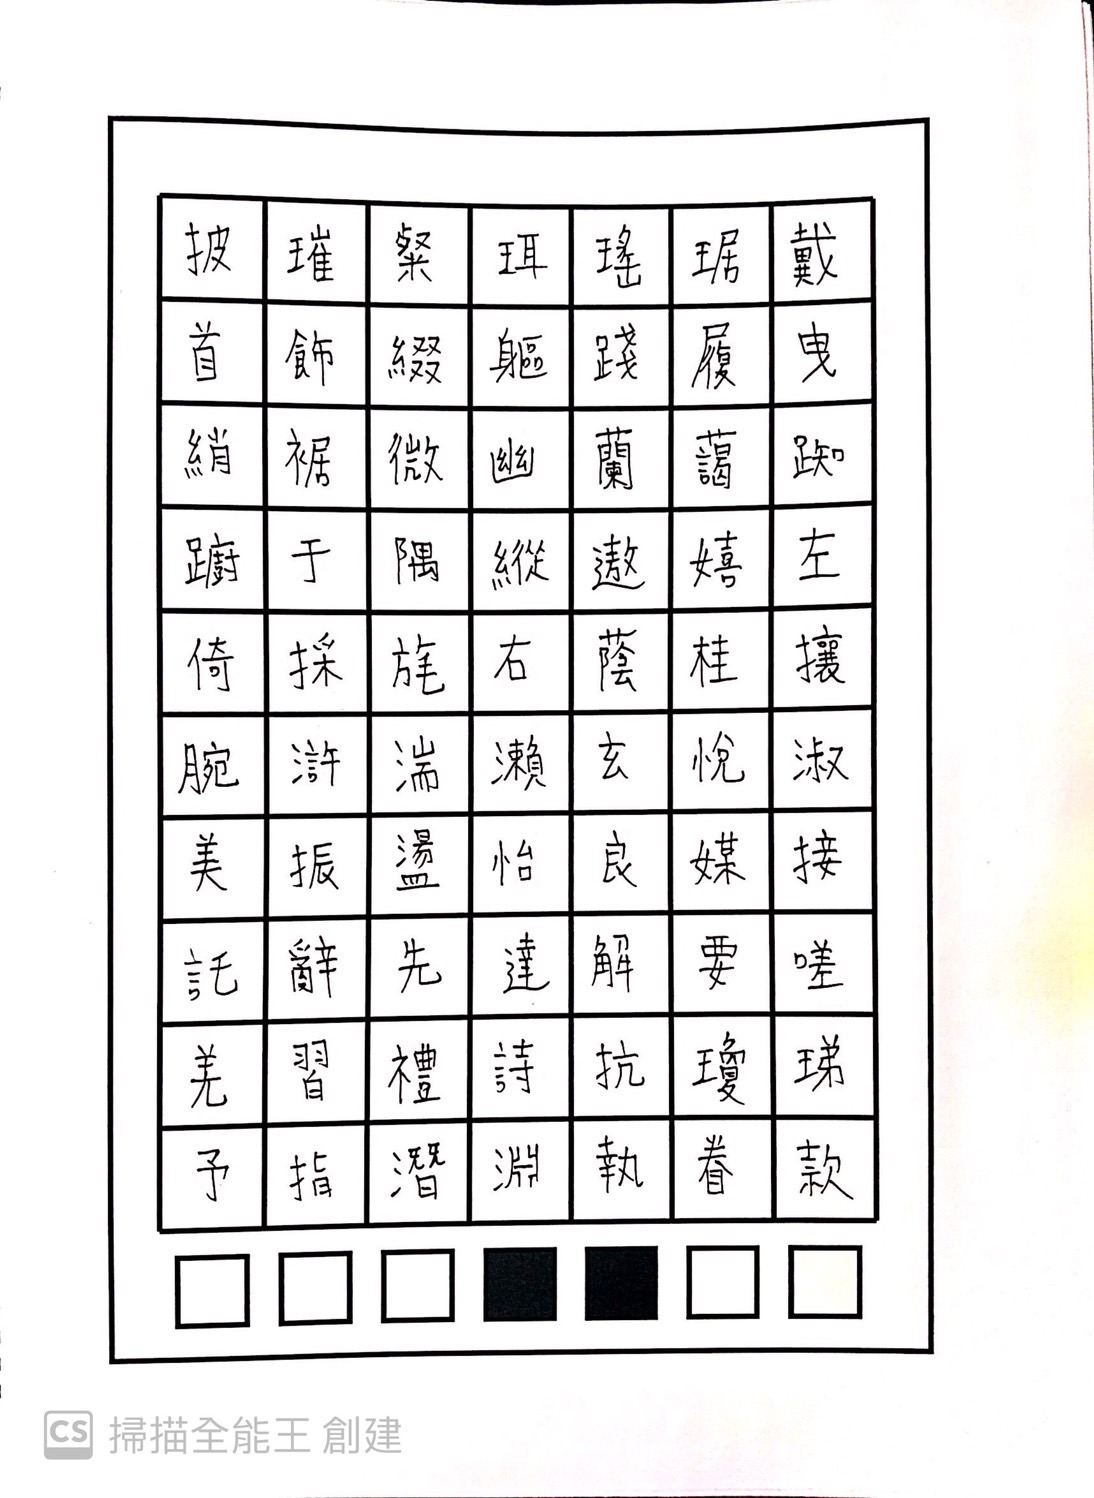 披璀粲珥瑤琚戴
首飾綴軀踐履曳
綃裾微幽蘭藹踟
躕于隅縱遨嬉左
倚採旄右蔭桂攘
腕滸湍瀨玄悅淑
美振盪怡良媒接
託辭先達解要嗟
羌習禮詩抗瓊珶
予指潛淵執眷款
CS 掃描全能王 創建